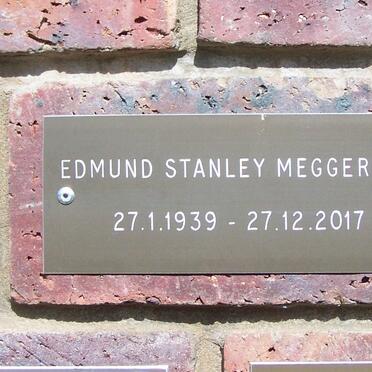 EDMUND STANLEY MEGGER
27.1.1939 - 27.12.2017